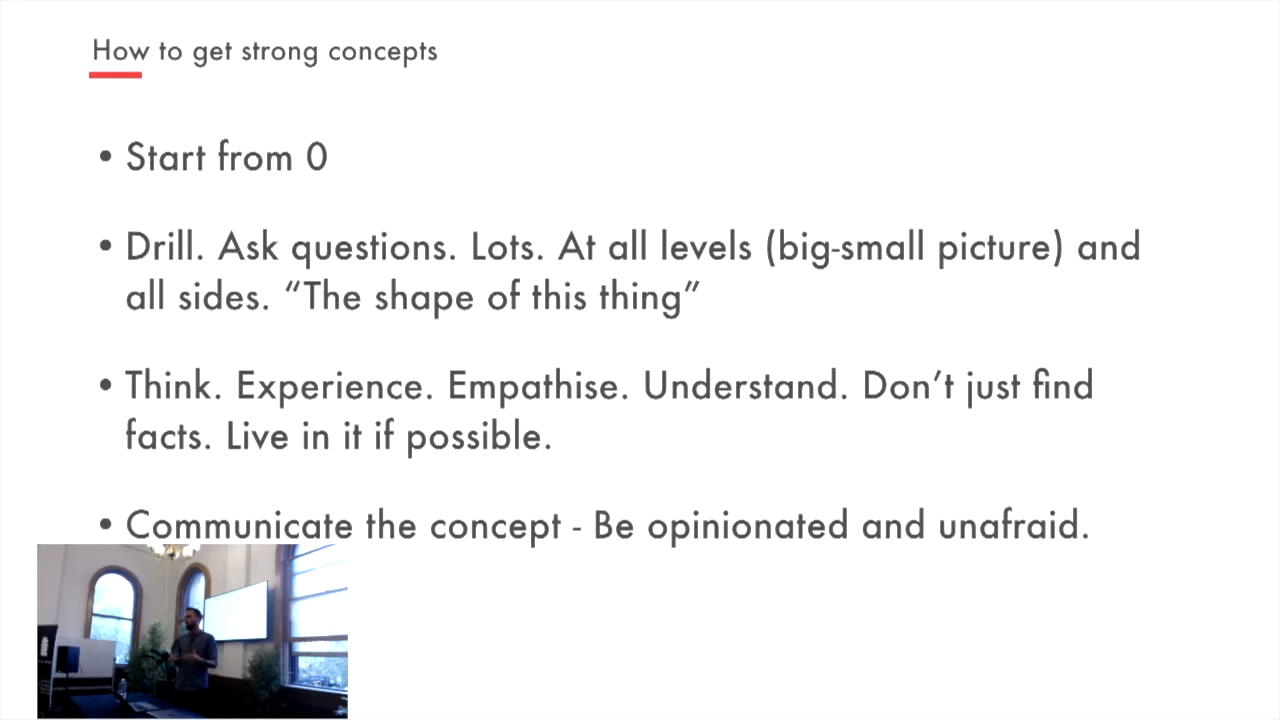 How to get strong concepts
• Start from 0
• Drill. Ask questions. Lots. At all levels (big-small picture) and
all sides. “The shape of this thing”
• Think. Experience. Empathise. Understand. Don’t just find
facts. Live in it if possible.
• Communicate the concept - Be opinionated and unafraid.